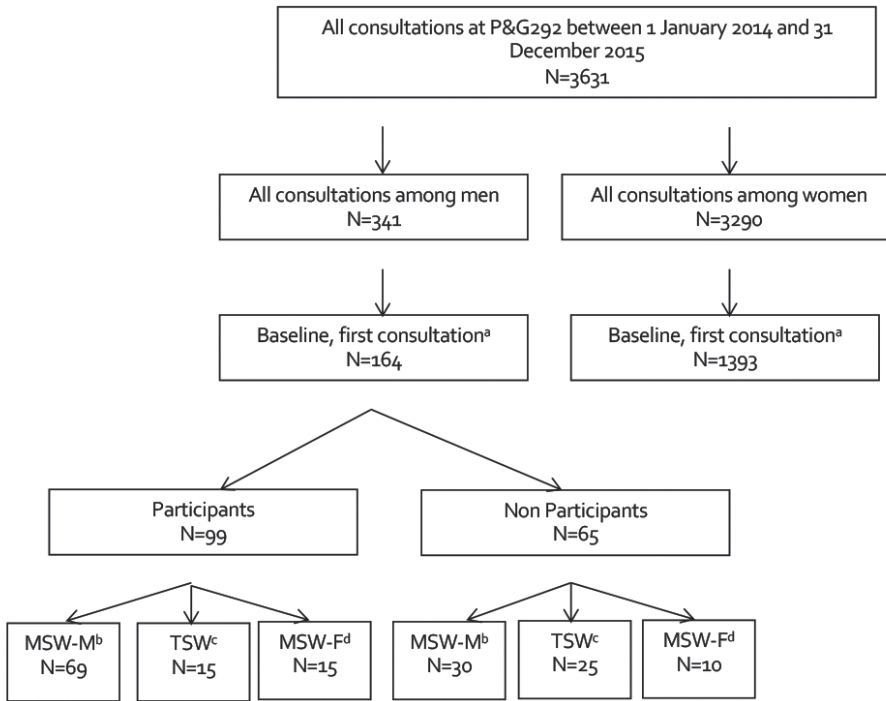 All consultations at P&G292 between 1 January 2014 and 31
December 2015
N=3631
All consultations among men
N=341
All consultations among women
N=3290
Baseline, first consultationᵃ
N=164
Baseline, first consultationᵃ
N=1393
Participants
N=99
Non Participants
N=65
MSW-Mᵇ
N=69
TSWᶜ
N=15
MSW-Fᵈ
N=15
MSW-Mᵇ
N=30
TSWᶜ
N=25
MSW-Fᵈ
N=10